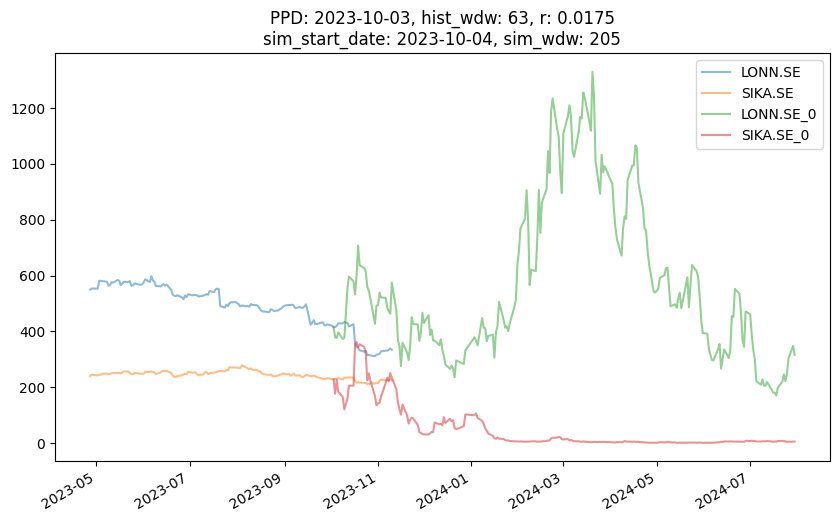 PPD: 2023-10-03, hist_wdw: 63, r: 0.0175
sim_start_date: 2023-10-04, sim_wdw: 205
LONN.SE
SIKA.SE
LONN.SE_0
SIKA.SE_0
1200
1000
800
600
400
200
0
2023-05
2023-07
2023-09
2023-11
2024-01
2024-03
2024-05
2024-07